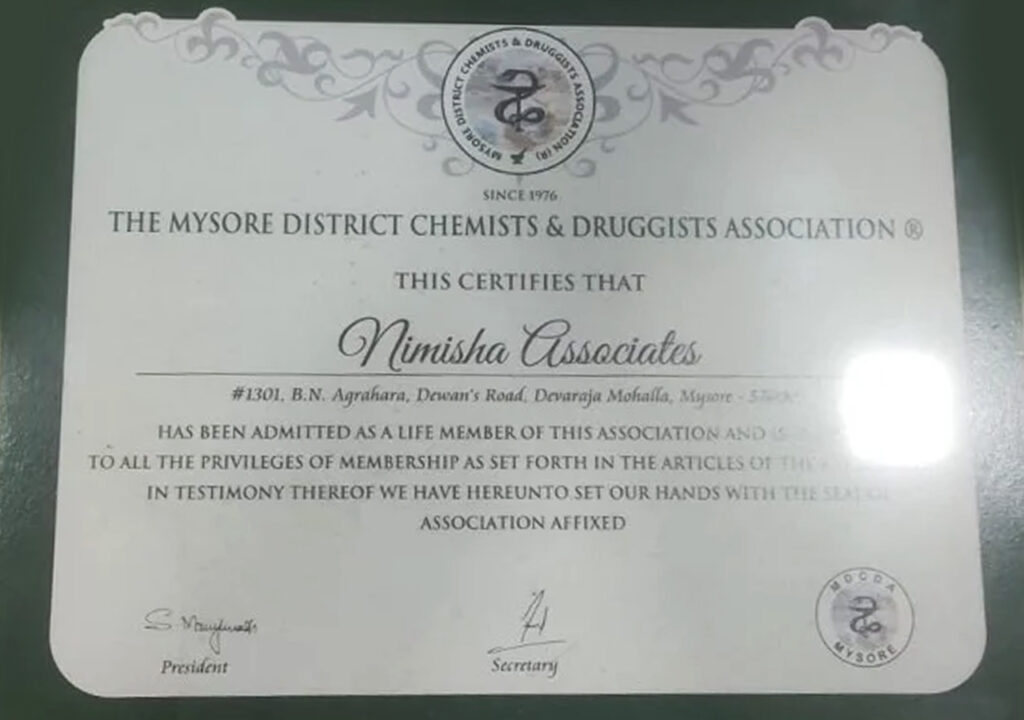 MYSORE DISTRICT CHEMISTS & DRUGGISTS ASSOCIATION (R)
SINCE 1976
THE MYSORE DISTRICT CHEMISTS & DRUGGISTS ASSOCIATION ®
THIS CERTIFIES THAT
Nimisha Associates
#1301, B.N. Agrahara, Dewan's Road, Devaraja Mohalla, Mysore -
HAS BEEN ADMITTED AS A LIFE MEMBER OF THIS ASSOCIATION AND
TO ALL THE PRIVILEGES OF MEMBERSHIP AS SET FORTH IN THE ARTICLES OF THE
IN TESTIMONY THEREOF WE HAVE HEREUNTO SET OUR HANDS WITH THE SEAL OF
ASSOCIATION AFFIXED
President
Secretary
MDCDA
MYSORE